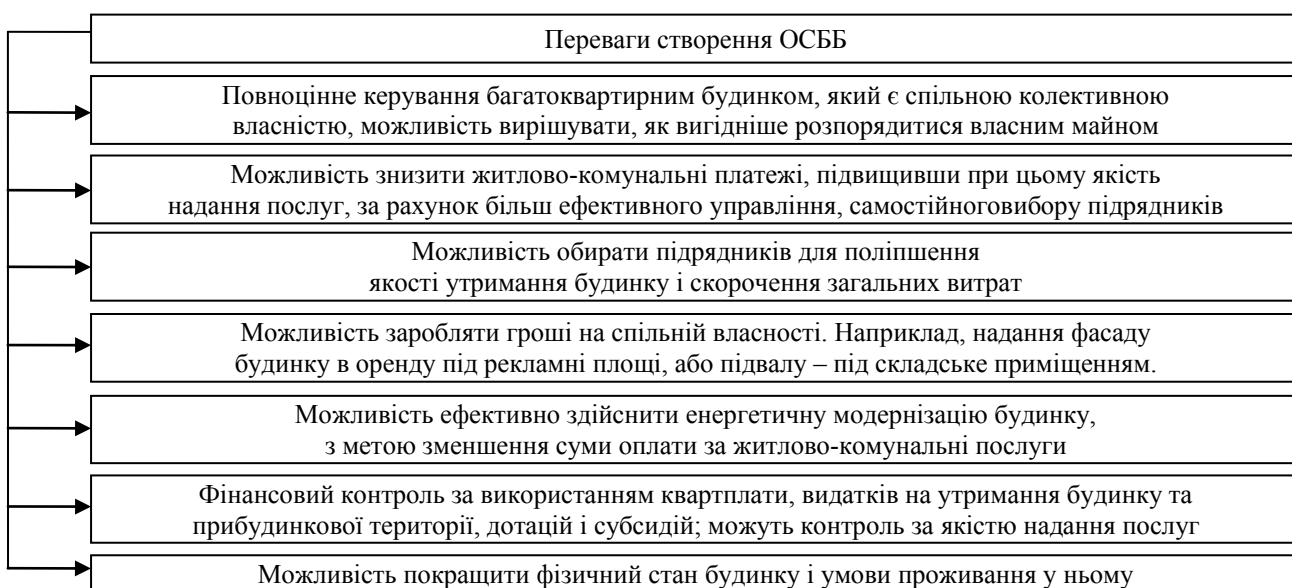 Переваги створення ОСББ
Повноцінне керування багатоквартирним будинком, який є спільною колективною
власністю, можливість вирішувати, як вигідніше розпорядитися власним майном
Можливість знизити житлово-комунальні платежі, підвищивши при цьому якість
надання послуг, за рахунок більш ефективного управління, самостійноговибору підрядників
Можливість обирати підрядників для поліпшення
якості утримання будинку і скорочення загальних витрат
Можливість заробляти гроші на спільній власності. Наприклад, надання фасаду
будинку в оренду під рекламні площі, або підвалу – під складське приміщенням.
Можливість ефективно здійснити енергетичну модернізацію будинку,
з метою зменшення суми оплати за житлово-комунальні послуги
Фінансовий контроль за використанням квартплати, видатків на утримання будинку та
прибудинкової території, дотацій і субсидій; можуть контроль за якістю надання послуг
Можливість покращити фізичний стан будинку і умови проживання у ньому